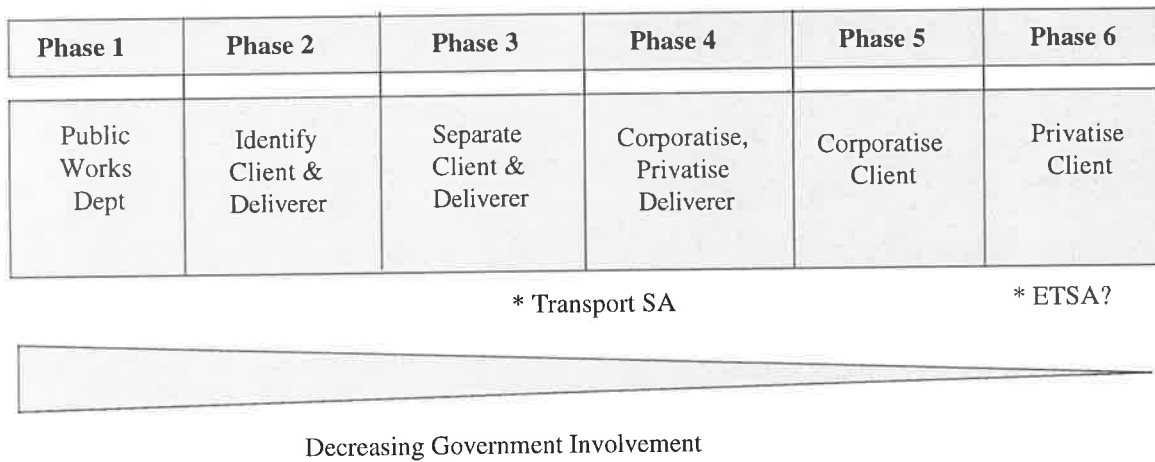 Phase 1
Phase 2
Phase 3
Phase 4
Phase 5
Phase 6
Public
Works
Dept
Identify
Client &
Deliverer
Separate
Client &
Deliverer
Corporatise,
Privatise
Deliverer
Corporatise
Client
Privatise
Client
* Transport SA
* ETSA?
Decreasing Government Involvement